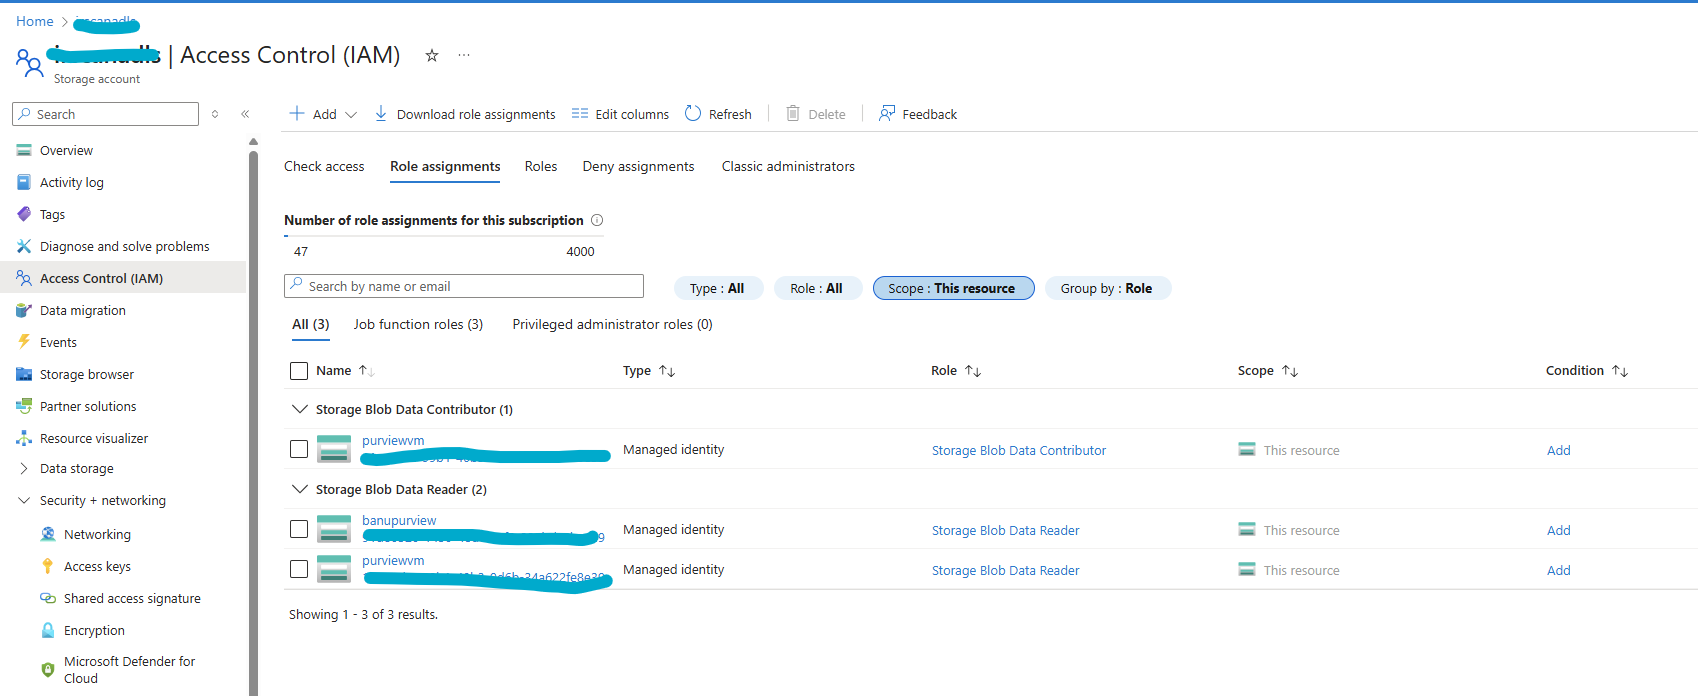 Home >
| Access Control (IAM)
Storage account
Search
Add
Download role assignments
Edit columns
Refresh
Delete
Feedback
Overview
Activity log
Tags
Diagnose and solve problems
Access Control (IAM)
Data migration
Events
Storage browser
Partner solutions
Resource visualizer
Data storage
Security + networking
Networking
Access keys
Shared access signature
Encryption
Microsoft Defender for
Cloud
Check access
Role assignments
Roles
Deny assignments
Classic administrators
Number of role assignments for this subscription
47
4000
Search by name or email
Type : All
Role : All
Scope : This resource
Group by : Role
All (3)
Job function roles (3)
Privileged administrator roles (0)
Name
Type
Role
Scope
Condition
Storage Blob Data Contributor (1)
purviewvm
Managed identity
Storage Blob Data Contributor
This resource
Add
Storage Blob Data Reader (2)
banupurview
Managed identity
Storage Blob Data Reader
This resource
Add
purviewvm
Managed identity
Storage Blob Data Reader
This resource
Add
Showing 1 - 3 of 3 results.